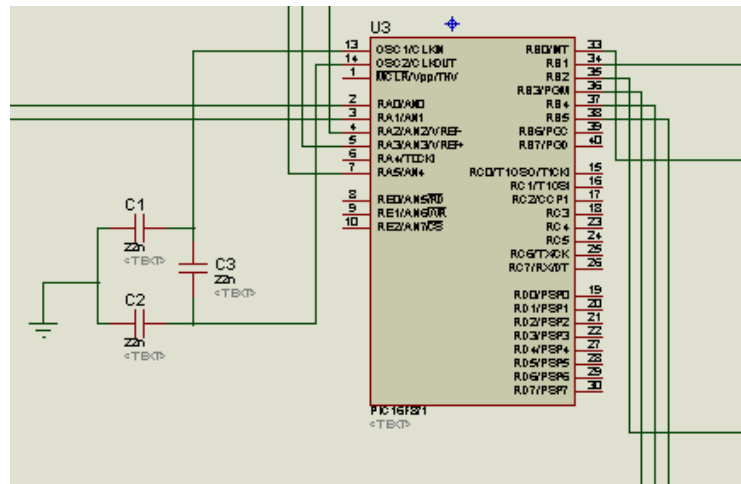 U3
13 OSC1/CLKIN RB0/INT 33
14 OSC2/CLKOUT RB1 34
1 MCLR/Vpp/THV RB2 35
RB3/PGM 36
2 RA0/AN0 RB4 37
3 RA1/AN1 RB5 38
4 RA2/AN2/VREF- RB6/PGC 39
5 RA3/AN3/VREF+ RB7/PGD 40
6 RA4/T0CKI
7 RA5/AN4 RC0/T1OSO/T1CKI 15
RC1/T1OSI 16
8 RE0/AN5/RD RC2/CCP1 17
9 RE1/AN6/WR RC3 18
10 RE2/AN7/CS RC4 23
RC5 24
RC6/TX/CK 25
RC7/RX/DT 26
RD0/PSP0 19
RD1/PSP1 20
RD2/PSP2 21
RD3/PSP3 22
RD4/PSP4 27
RD5/PSP5 28
RD6/PSP6 29
RD7/PSP7 30
PIC16F871
<TEXT>
C1
22n
<TEXT>
C3
22n
<TEXT>
C2
22n
<TEXT>